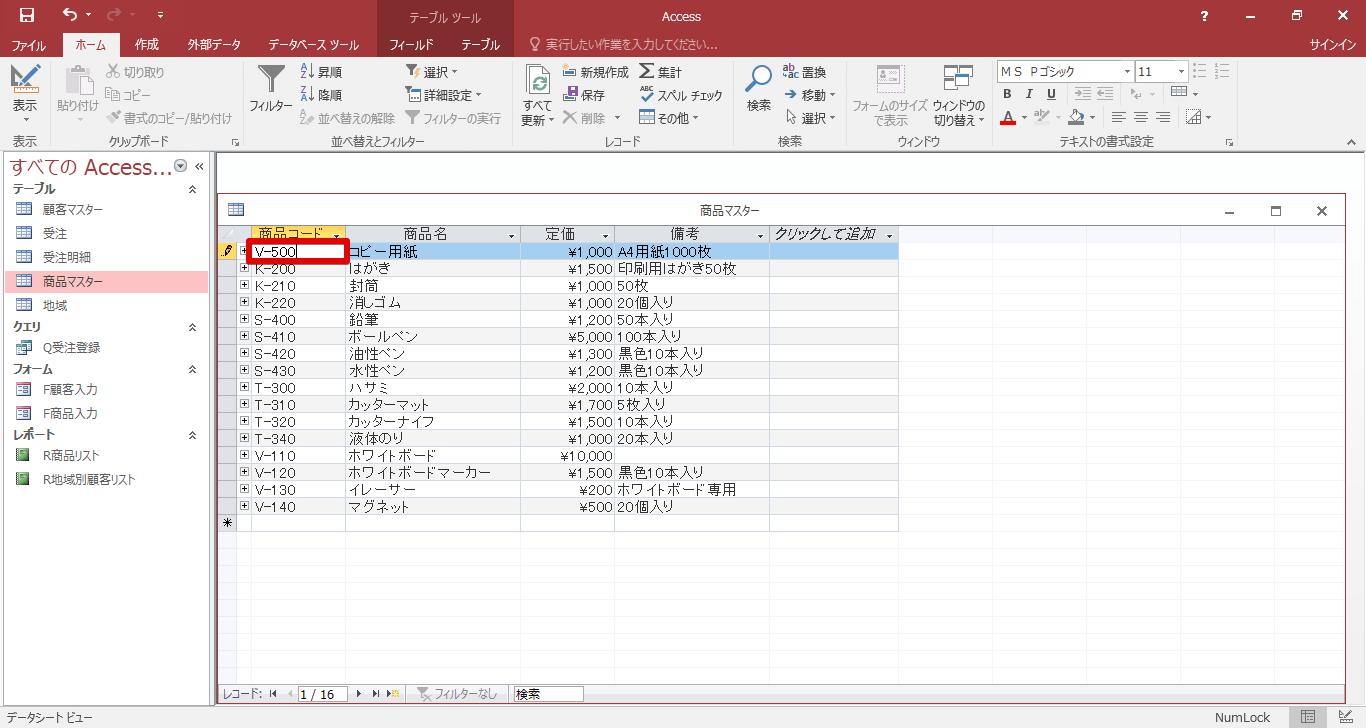 テーブル ツール
Access
?
ファイル
ホーム
作成
外部データ
データベース ツール
フィールド
テーブル
実行したい作業を入力してください...
サインイン
表示
貼り付け
切り取り
コピー
書式のコピー/貼り付け
フィルター
昇順
降順
並べ替えの解除
選択
詳細設定
フィルターの実行
すべて
更新
新規作成
保存
削除
集計
スペル チェック
その他
検索
置換
移動
選択
フォームのサイズ
で表示
ウィンドウの
切り替え
MS Pゴシック
11
B I U
A
表示
クリップボード
並べ替えとフィルター
レコード
検索
ウィンドウ
テキストの書式設定
すべての Access...
テーブル
顧客マスター
受注
受注明細
商品マスター
地域
クエリ
Q受注登録
フォーム
F顧客入力
F商品入力
レポート
R商品リスト
R地域別顧客リスト
商品マスター
商品コード 商品名 定価 備考 クリックして追加
V-500 コピー用紙 ¥1,000 A4用紙1000枚
K-200 はがき ¥1,500 印刷用はがき50枚
K-210 封筒 ¥1,000 50枚
K-220 消しゴム ¥1,000 20個入り
S-400 鉛筆 ¥1,200 50本入り
S-410 ボールペン ¥5,000 100本入り
S-420 油性ペン ¥1,300 黒色10本入り
S-430 水性ペン ¥1,200 黒色10本入り
T-300 ハサミ ¥2,000 10本入り
T-310 カッターマット ¥1,700 5枚入り
T-320 カッターナイフ ¥1,500 10本入り
T-340 液体のり ¥1,000 20本入り
V-110 ホワイトボード ¥10,000
V-120 ホワイトボードマーカー ¥1,500 黒色10本入り
V-130 イレーサー ¥200 ホワイトボード専用
V-140 マグネット ¥500 20個入り
レコード: 1 / 16 フィルターなし 検索
データシート ビュー
NumLock